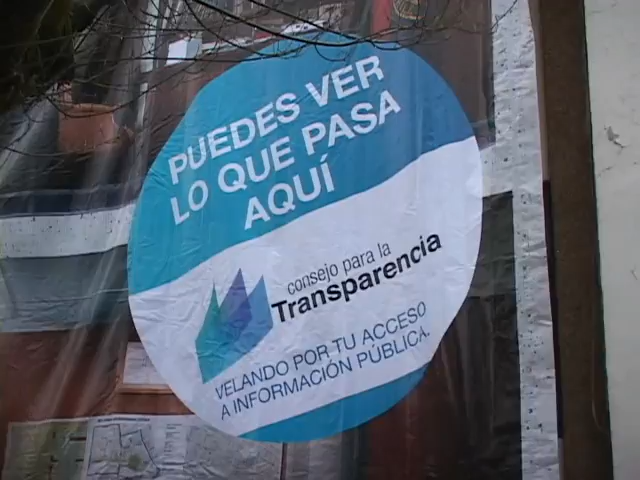 PUEDES VER
LO QUE PASA
AQUÍ
consejo para la
Transparencia
VELANDO POR TU ACCESO
A INFORMACIÓN PÚBLICA.